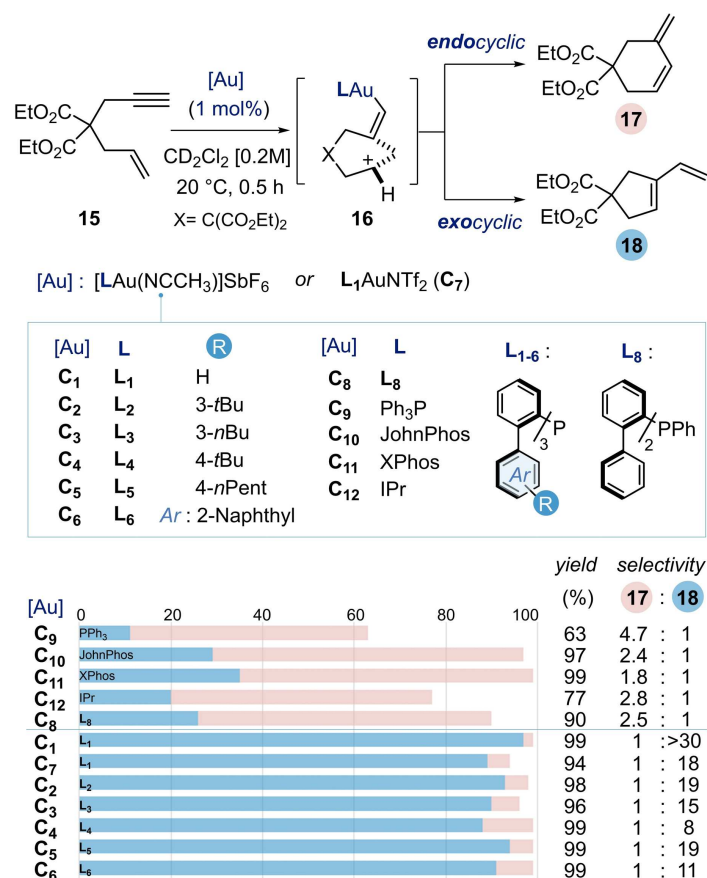 endocyclic
EtO₂C
EtO₂C
17
[Au]
(1 mol%)
CD₂Cl₂ [0.2M]
20 °C, 0.5 h
X= C(CO₂Et)₂
EtO₂C
EtO₂C
15
LAu
X
+
H
16
exocyclic
EtO₂C
EtO₂C
18
[Au] : [LAu(NCCH₃)]SbF₆ or L₁AuNTf₂ (C₇)
[Au] L R
C₁ L₁ H
C₂ L₂ 3-tBu
C₃ L₃ 3-nBu
C₄ L₄ 4-tBu
C₅ L₅ 4-nPent
C₆ L₆ Ar : 2-Naphthyl
[Au] L
C₈ L₈
C₉ Ph₃P
C₁₀ JohnPhos
C₁₁ XPhos
C₁₂ IPr
L₁₋₆ :
3 P
Ar
R
L₈ :
2 PPh
yield selectivity
(%) 17 : 18
[Au] 0 20 40 60 80 100
C₉ PPh₃ 63 4.7 : 1
C₁₀ JohnPhos 97 2.4 : 1
C₁₁ XPhos 99 1.8 : 1
C₁₂ IPr 77 2.8 : 1
C₈ L₈ 90 2.5 : 1
C₁ L₁ 99 1 :>30
C₇ L₁ 94 1 : 18
C₂ L₂ 98 1 : 19
C₃ L₃ 96 1 : 15
C₄ L₄ 99 1 : 8
C₅ L₅ 99 1 : 19
C₆ L₆ 99 1 : 11